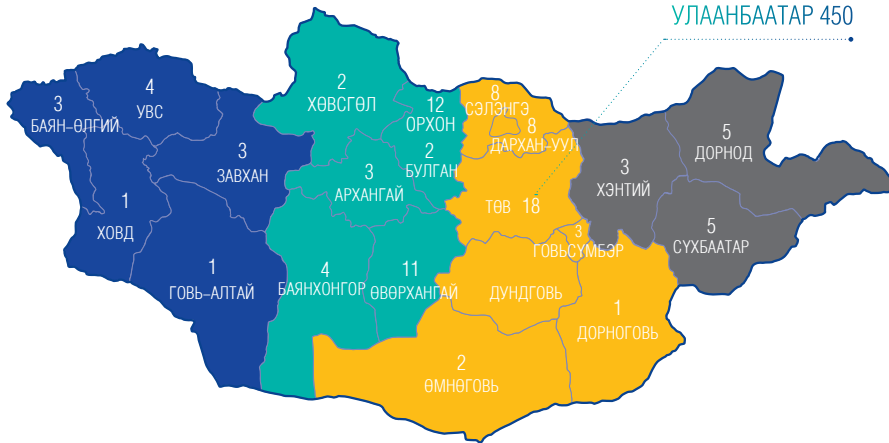 УЛААНБААТАР 450
3
БАЯН-ӨЛГИЙ
4
УВС
3
ЗАВХАН
1
ХОВД
1
ГОВЬ-АЛТАЙ
2
ХӨВСГӨЛ
12
ОРХОН
2
БУЛГАН
3
АРХАНГАЙ
4
БАЯНХОНГОР
11
ӨВӨРХАНГАЙ
8
СЭЛЭНГЭ
8
ДАРХАН-УУЛ
ТӨВ 18
3
ГОВЬСҮМБЭР
ДУНДГОВЬ
1
ДОРНОГОВЬ
2
ӨМНӨГОВЬ
3
ХЭНТИЙ
5
ДОРНОД
5
СҮХБААТАР